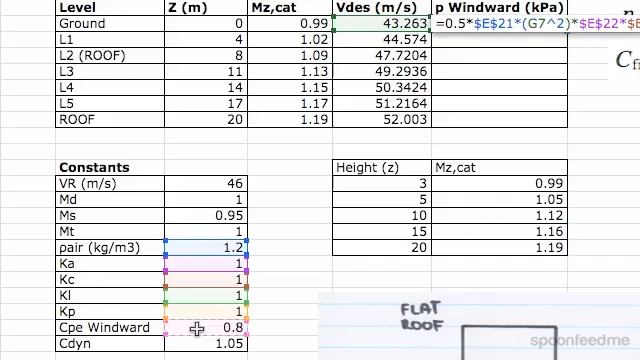 Level Z (m) Mz,cat Vdes (m/s) p Windward (kPa)
Ground 0 0.99 43.263 =0.5*$E$21*(G7^2)*$E$22*$E
L1 4 1.02 44.574
L2 (ROOF) 8 1.09 47.7204
L3 11 1.13 49.2936
L4 14 1.15 50.3424
L5 17 1.17 51.2164
ROOF 20 1.19 52.003
Constants
VR (m/s) 46
Md 1
Ms 0.95
Mt 1
ρair (kg/m3) 1.2
Ka 1
Kc 1
Kl 1
Kp 1
Cpe Windward 0.8
Cdyn 1.05
Height (z) Mz,cat
3 0.99
5 1.05
10 1.12
15 1.16
20 1.19
FLAT
ROOF
spoonfeedme